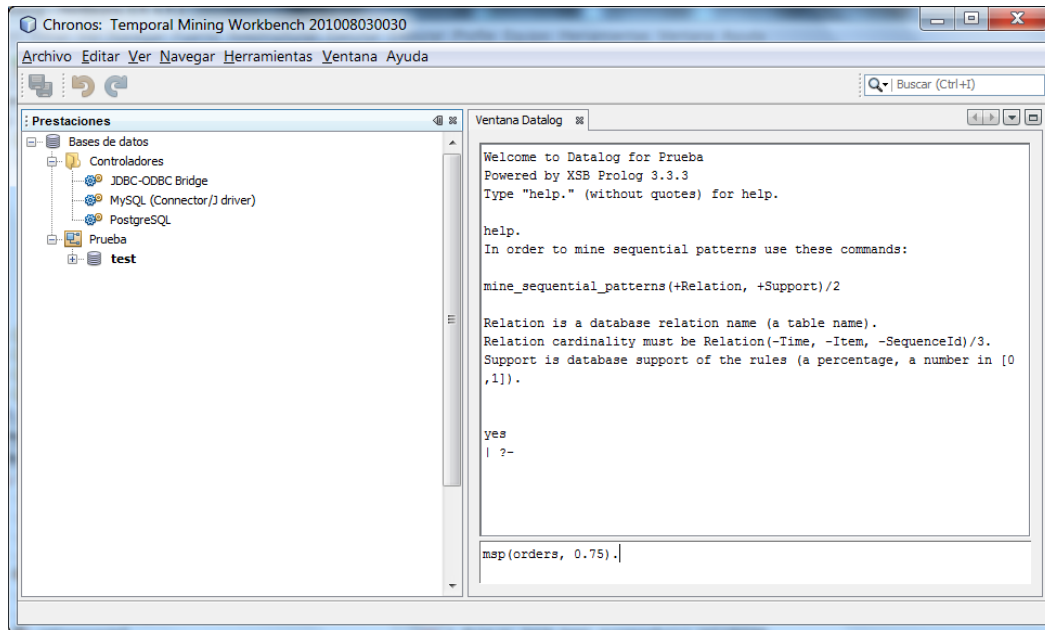 Chronos: Temporal Mining Workbench 201008030030
Archivo Editar Ver Navegar Herramientas Ventana Ayuda
Buscar (Ctrl+I)
Prestaciones
Bases de datos
Controladores
JDBC-ODBC Bridge
MySQL (Connector/J driver)
PostgreSQL
Prueba
test
Ventana Datalog
Welcome to Datalog for Prueba
Powered by XSB Prolog 3.3.3
Type "help." (without quotes) for help.
help.
In order to mine sequential patterns use these commands:
mine_sequential_patterns(+Relation, +Support)/2
Relation is a database relation name (a table name).
Relation cardinality must be Relation(-Time, -Item, -SequenceId)/3.
Support is database support of the rules (a percentage, a number in [0
,1]).
yes
| ?-
msp(orders, 0.75).